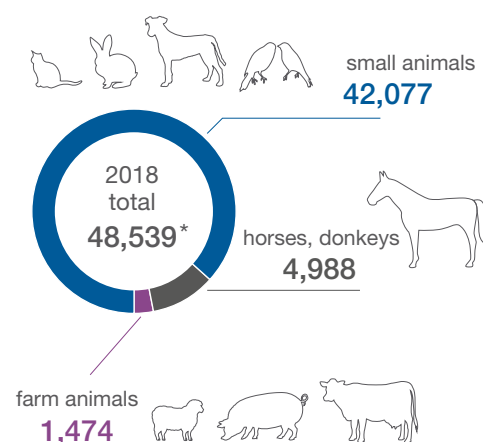 small animals
42,077
2018
total
48,539*
horses, donkeys
4,988
farm animals
1,474